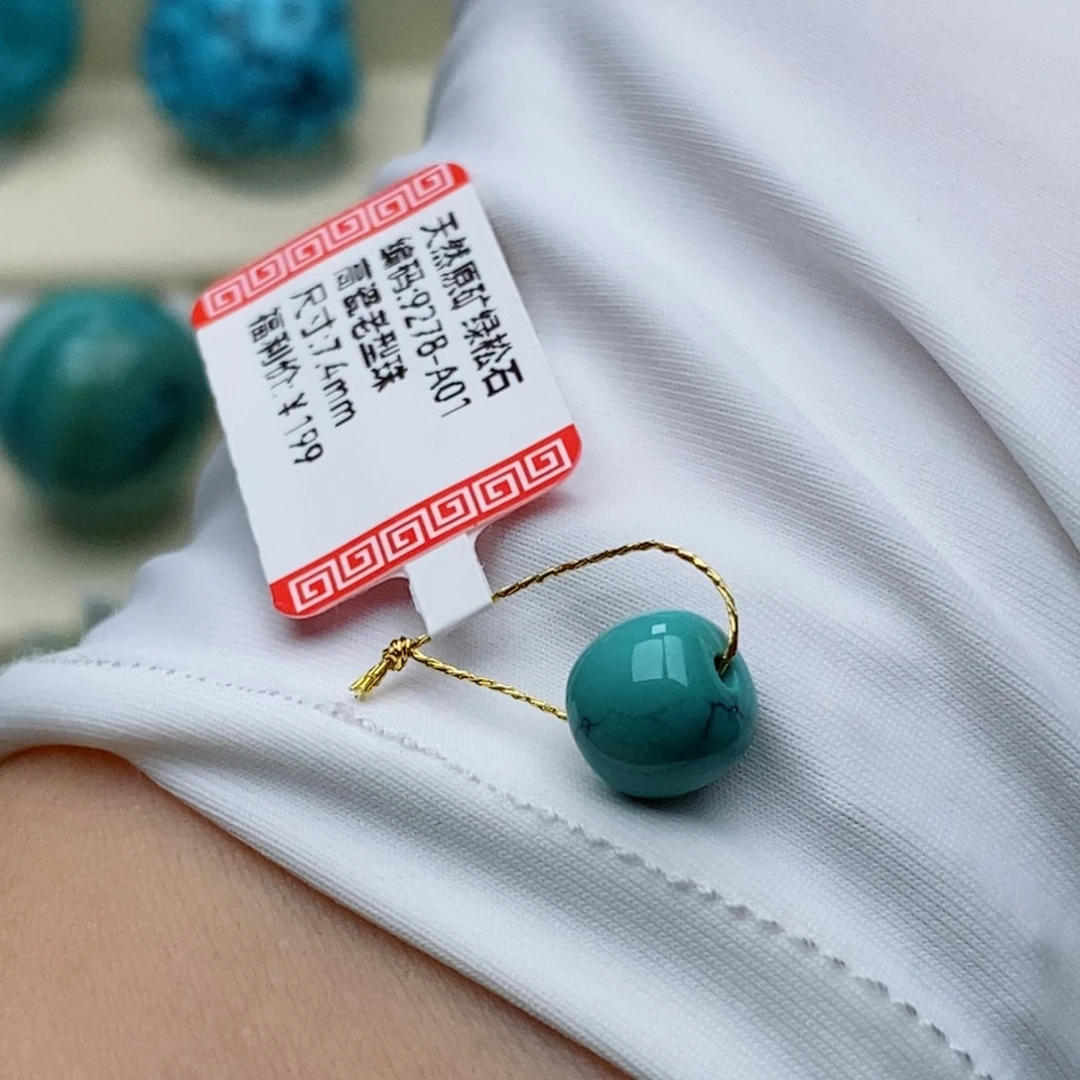 天然原矿绿松石
编码:9278-A01
高瓷老型珠
尺寸:7.4mm
福利价:¥199